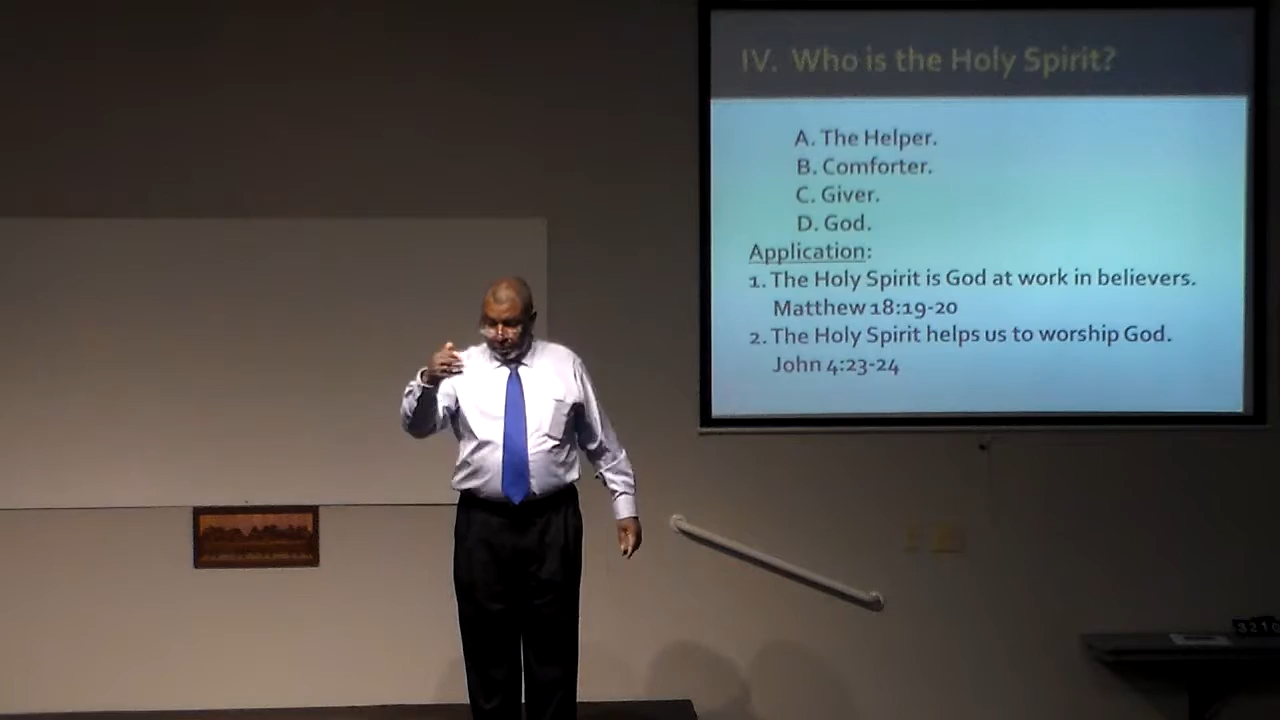 IV. Who is the Holy Spirit?
A. The Helper.
B. Comforter.
C. Giver.
D. God.
Application:
1. The Holy Spirit is God at work in believers.
Matthew 18:19-20
2. The Holy Spirit helps us to worship God.
John 4:23-24